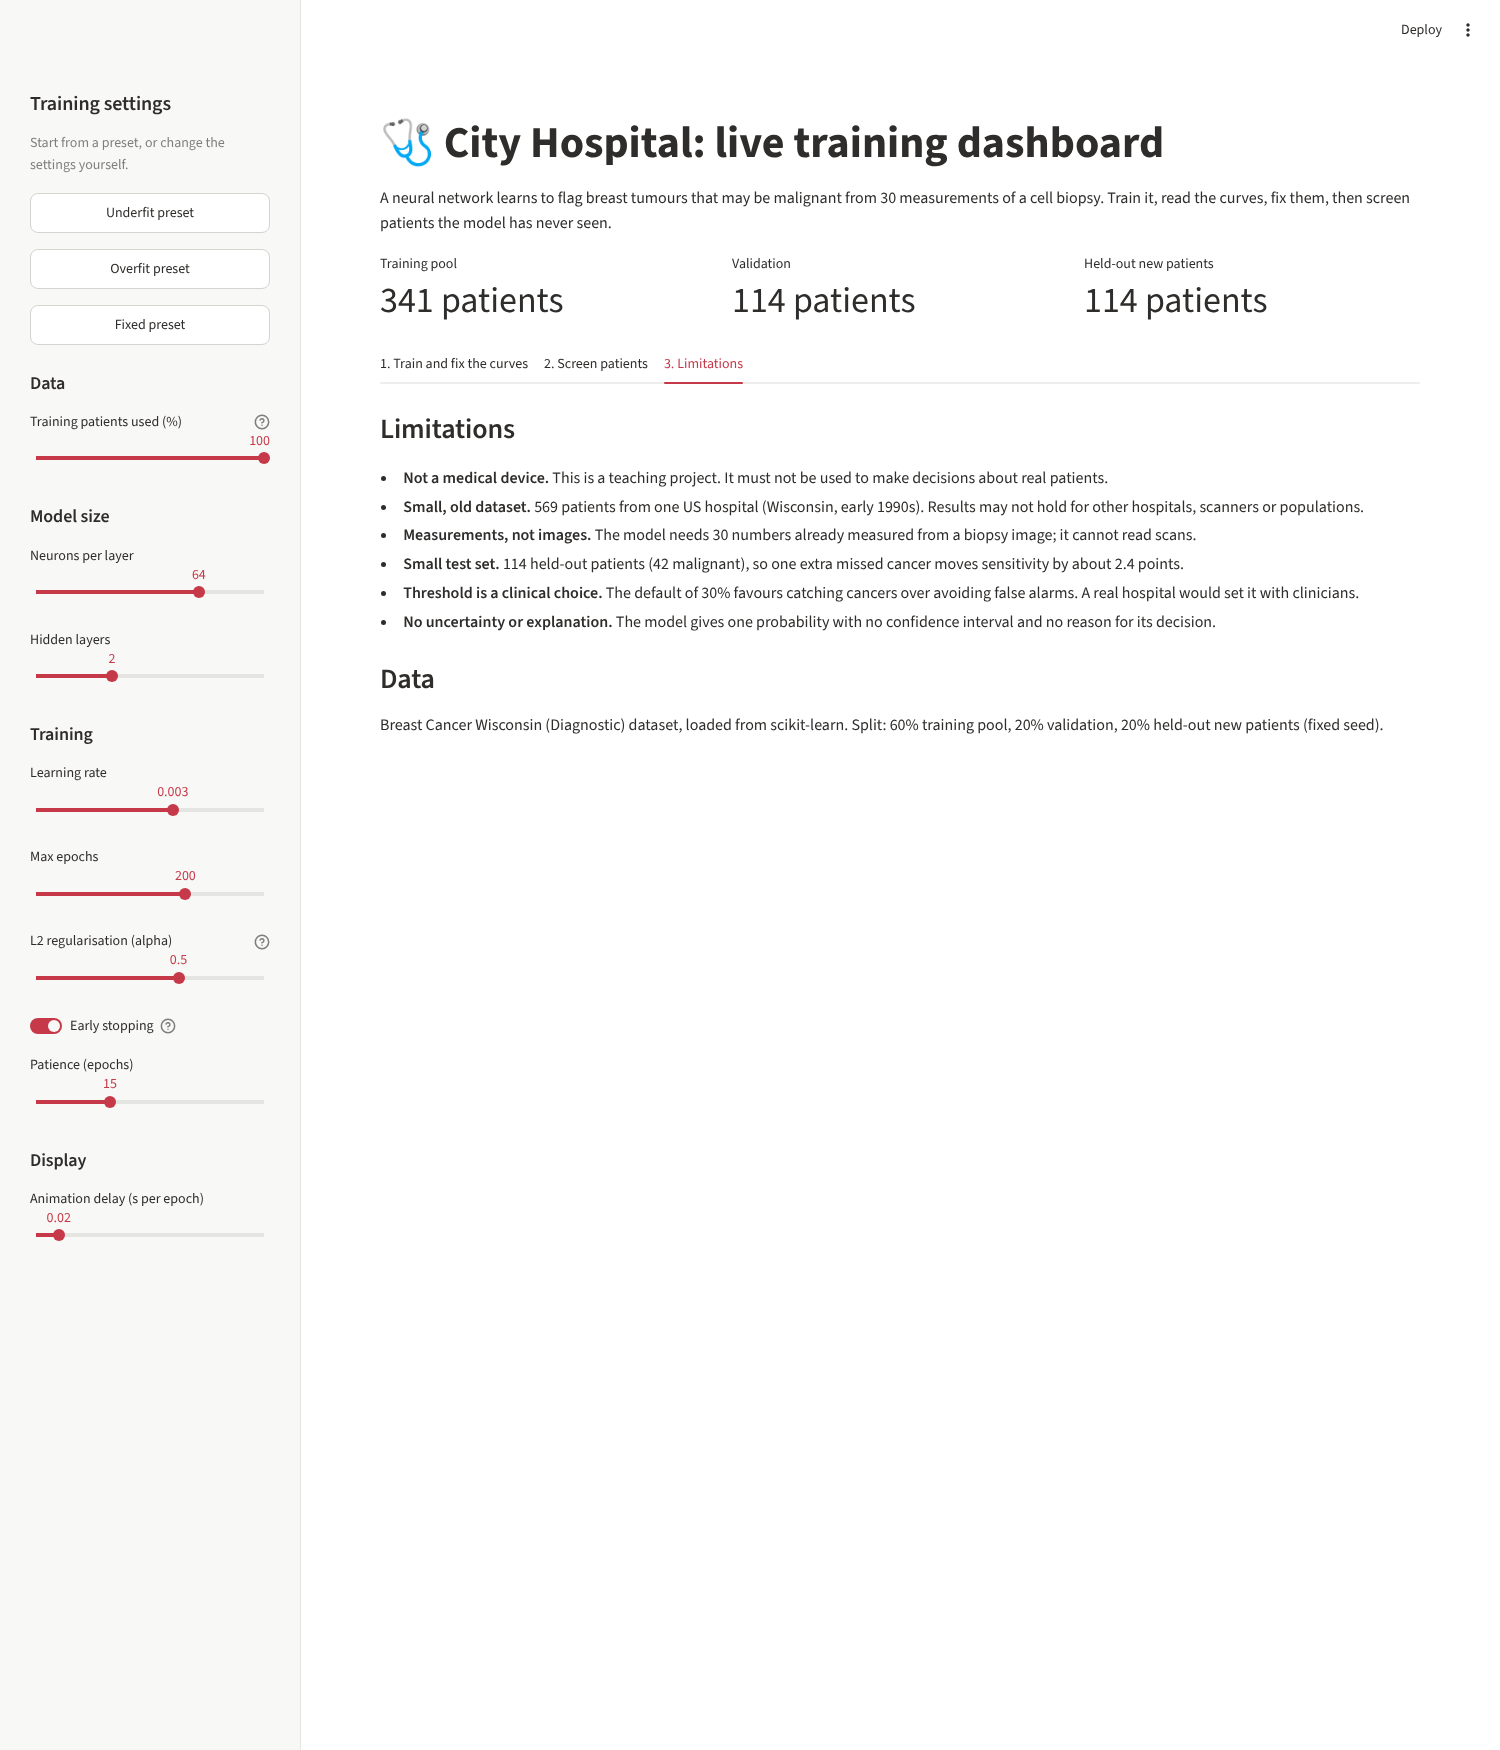 Deploy
Training settings
Start from a preset, or change the
settings yourself.
Underfit preset
Overfit preset
Fixed preset
Data
Training patients used (%)
100
Model size
Neurons per layer
64
Hidden layers
2
Training
Learning rate
0.003
Max epochs
200
L2 regularisation (alpha)
0.5
Early stopping
Patience (epochs)
15
Display
Animation delay (s per epoch)
0.02
City Hospital: live training dashboard
A neural network learns to flag breast tumours that may be malignant from 30 measurements of a cell biopsy. Train it, read the curves, fix them, then screen
patients the model has never seen.
Training pool
341 patients
Validation
114 patients
Held-out new patients
114 patients
1. Train and fix the curves 2. Screen patients 3. Limitations
Limitations
• Not a medical device. This is a teaching project. It must not be used to make decisions about real patients.
• Small, old dataset. 569 patients from one US hospital (Wisconsin, early 1990s). Results may not hold for other hospitals, scanners or populations.
• Measurements, not images. The model needs 30 numbers already measured from a biopsy image; it cannot read scans.
• Small test set. 114 held-out patients (42 malignant), so one extra missed cancer moves sensitivity by about 2.4 points.
• Threshold is a clinical choice. The default of 30% favours catching cancers over avoiding false alarms. A real hospital would set it with clinicians.
• No uncertainty or explanation. The model gives one probability with no confidence interval and no reason for its decision.
Data
Breast Cancer Wisconsin (Diagnostic) dataset, loaded from scikit-learn. Split: 60% training pool, 20% validation, 20% held-out new patients (fixed seed).